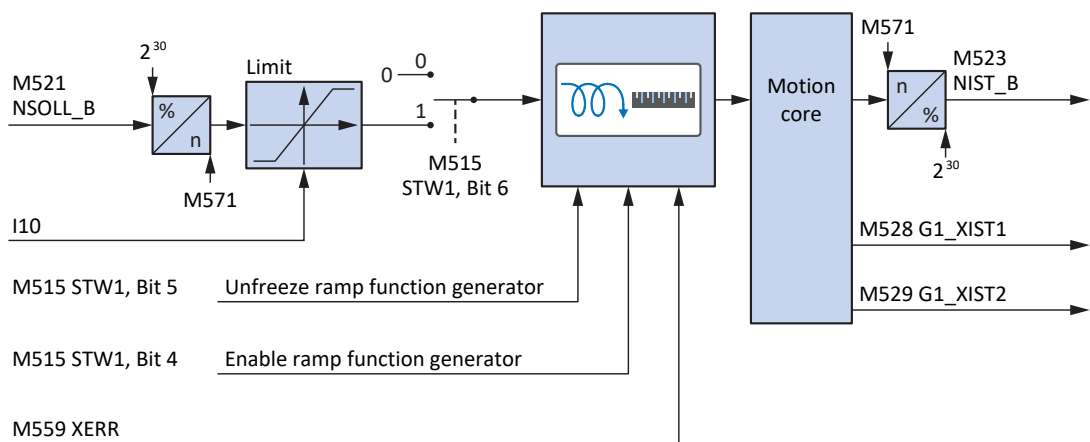 2³⁰
M521
NSOLL_B
%
n
M571
Limit
0
0
1
M515
STW1, Bit 6
Motion
core
M571
n
%
2³⁰
M523
NIST_B
I10
M528 G1_XIST1
M515 STW1, Bit 5 Unfreeze ramp function generator
M529 G1_XIST2
M515 STW1, Bit 4 Enable ramp function generator
M559 XERR